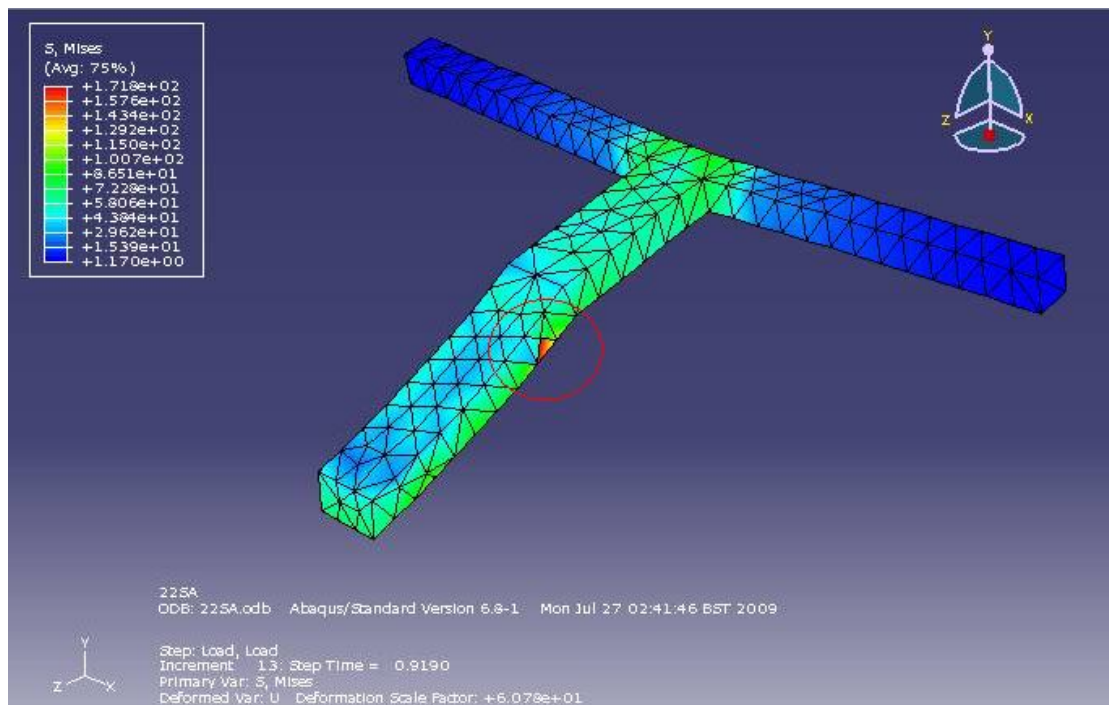 S, Mises
(Avg: 75%)
+1.718e+02
+1.576e+02
+1.434e+02
+1.292e+02
+1.150e+02
+1.007e+02
+8.651e+01
+7.228e+01
+5.806e+01
+4.384e+01
+2.962e+01
+1.539e+01
+1.170e+00
Y
Z
X
22SA
ODB: 22SA.odb Abaqus/Standard Version 6.8-1 Mon Jul 27 02:41:46 BST 2009
Step: Load, Load
Increment 13: Step Time = 0.9190
Primary Var: S, Mises
Deformed Var: U Deformation Scale Factor: +6.078e+01
Y
Z
X